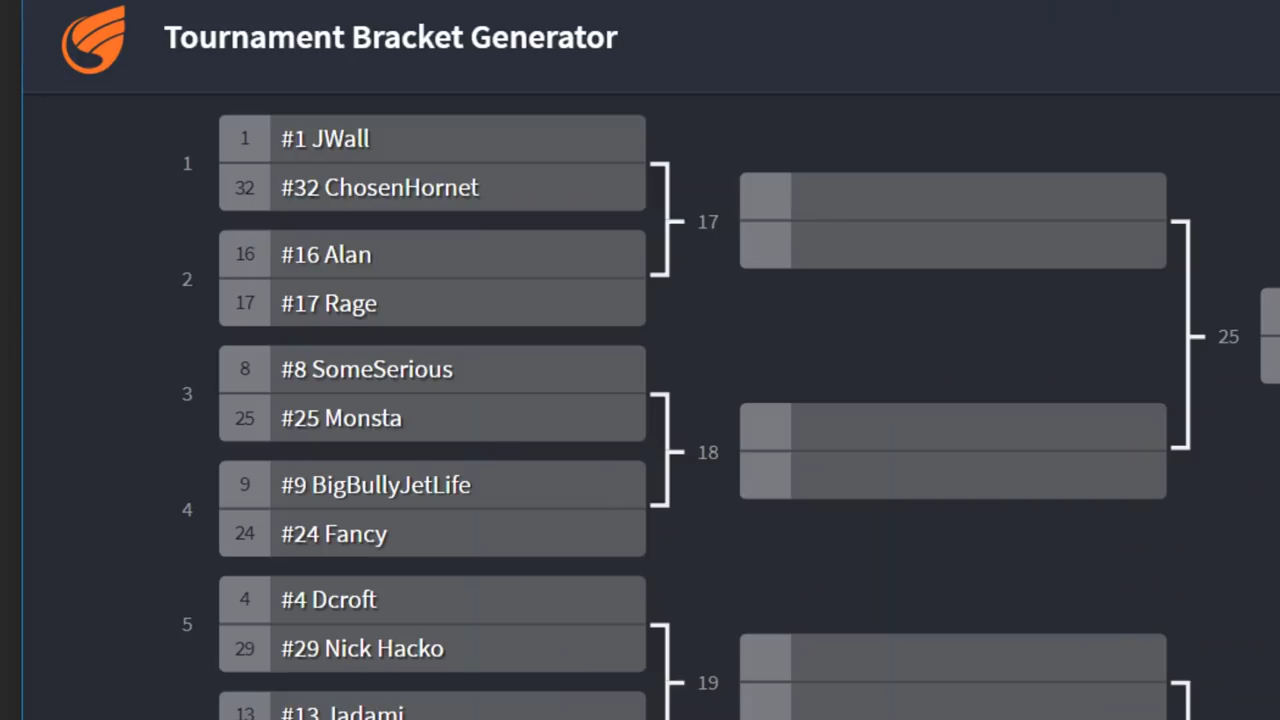 Tournament Bracket Generator
1
1
#1 JWall
32
#32 ChosenHornet
17
2
16
#16 Alan
17
#17 Rage
25
3
8
#8 SomeSerious
25
#25 Monsta
18
4
9
#9 BigBullyJetLife
24
#24 Fancy
5
4
#4 Dcroft
29
#29 Nick Hacko
19
13
#13 Jadami